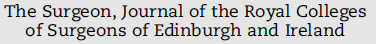 The Surgeon, Journal of the Royal Colleges
of Surgeons of Edinburgh and Ireland